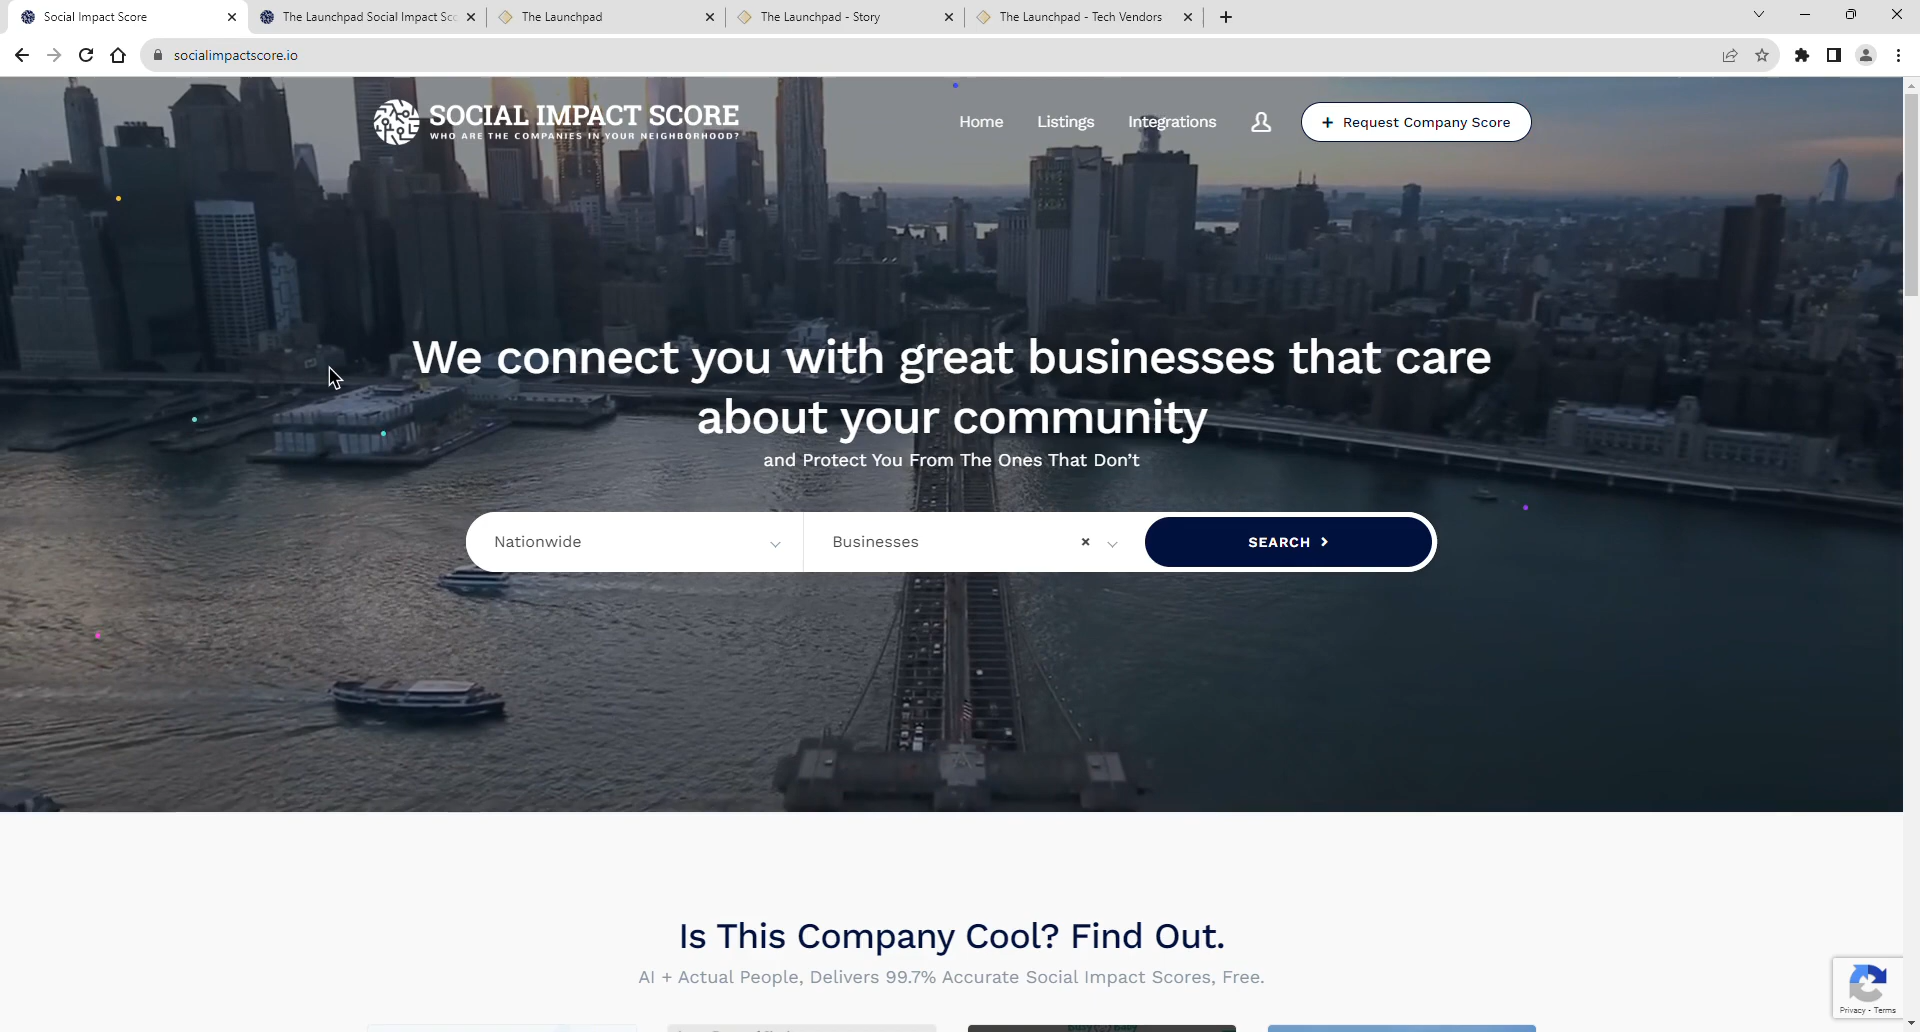 Social Impact Score
The Launchpad Social Impact Sc
The Launchpad
The Launchpad - Story
The Launchpad - Tech Vendors
socialimpactscore.io
SOCIAL IMPACT SCORE
WHO ARE THE COMPANIES IN YOUR NEIGHBORHOOD?
Home
Listings
Integrations
+ Request Company Score
We connect you with great businesses that care
about your community
and Protect You From The Ones That Don't
Nationwide
Businesses
SEARCH
Is This Company Cool? Find Out.
AI + Actual People, Delivers 99.7% Accurate Social Impact Scores, Free.
Privacy - Terms